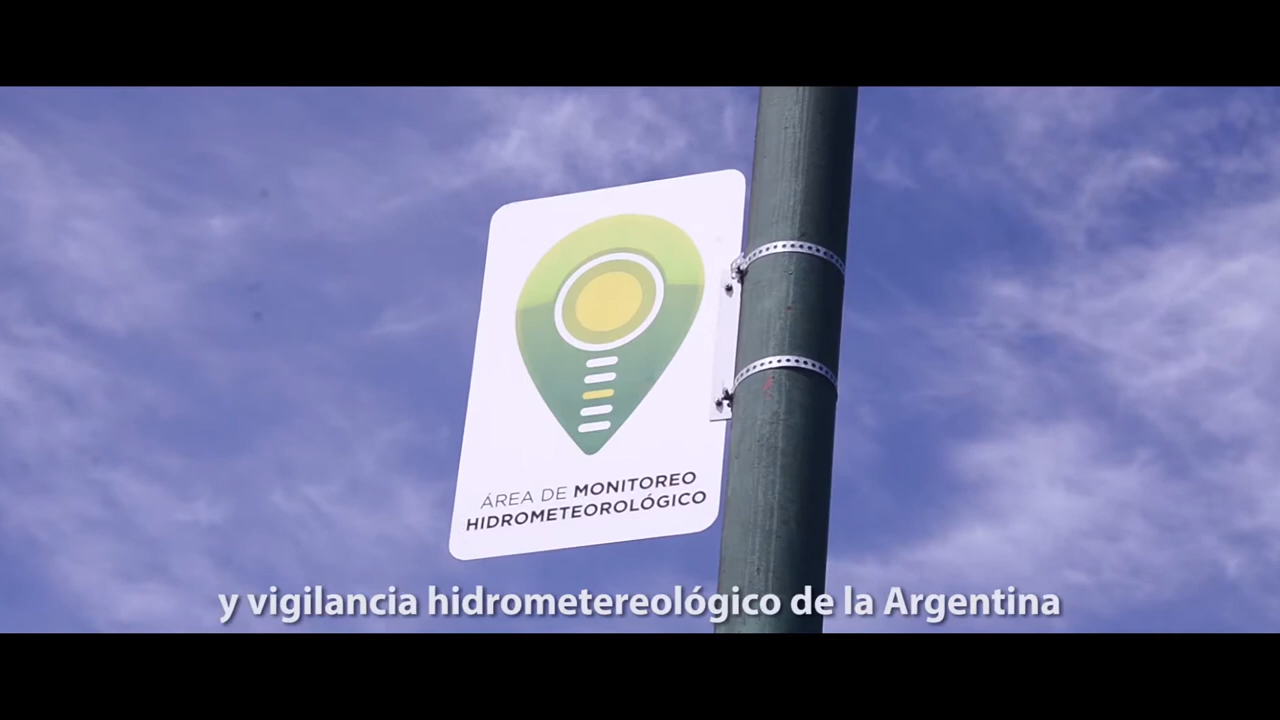 ÁREA DE MONITOREO
HIDROMETEOROLÓGICO
y vigilancia hidrometereológico de la Argentina